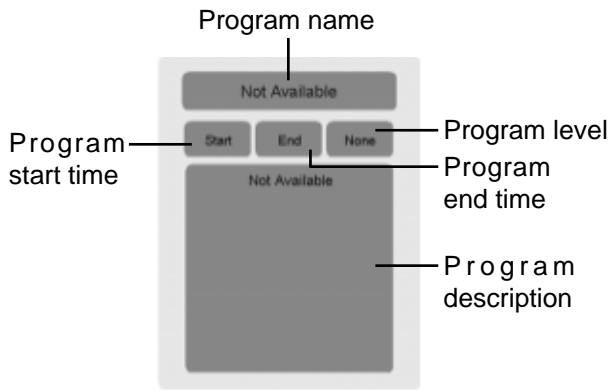 Program name
Not Available
Start End None
Program
start time
Program level
Program
end time
Not Available
Program
description